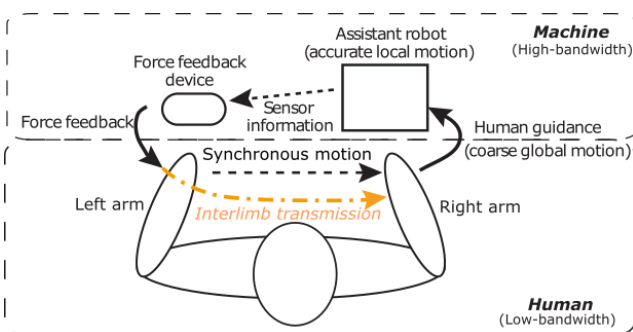 Assistant robot
(accurate local motion)
Machine
(High-bandwidth)
Force feedback
device
Sensor
information
Force feedback
Human guidance
(coarse global motion)
Synchronous motion
Left arm
Interlimb transmission
Right arm
Human
(Low-bandwidth)